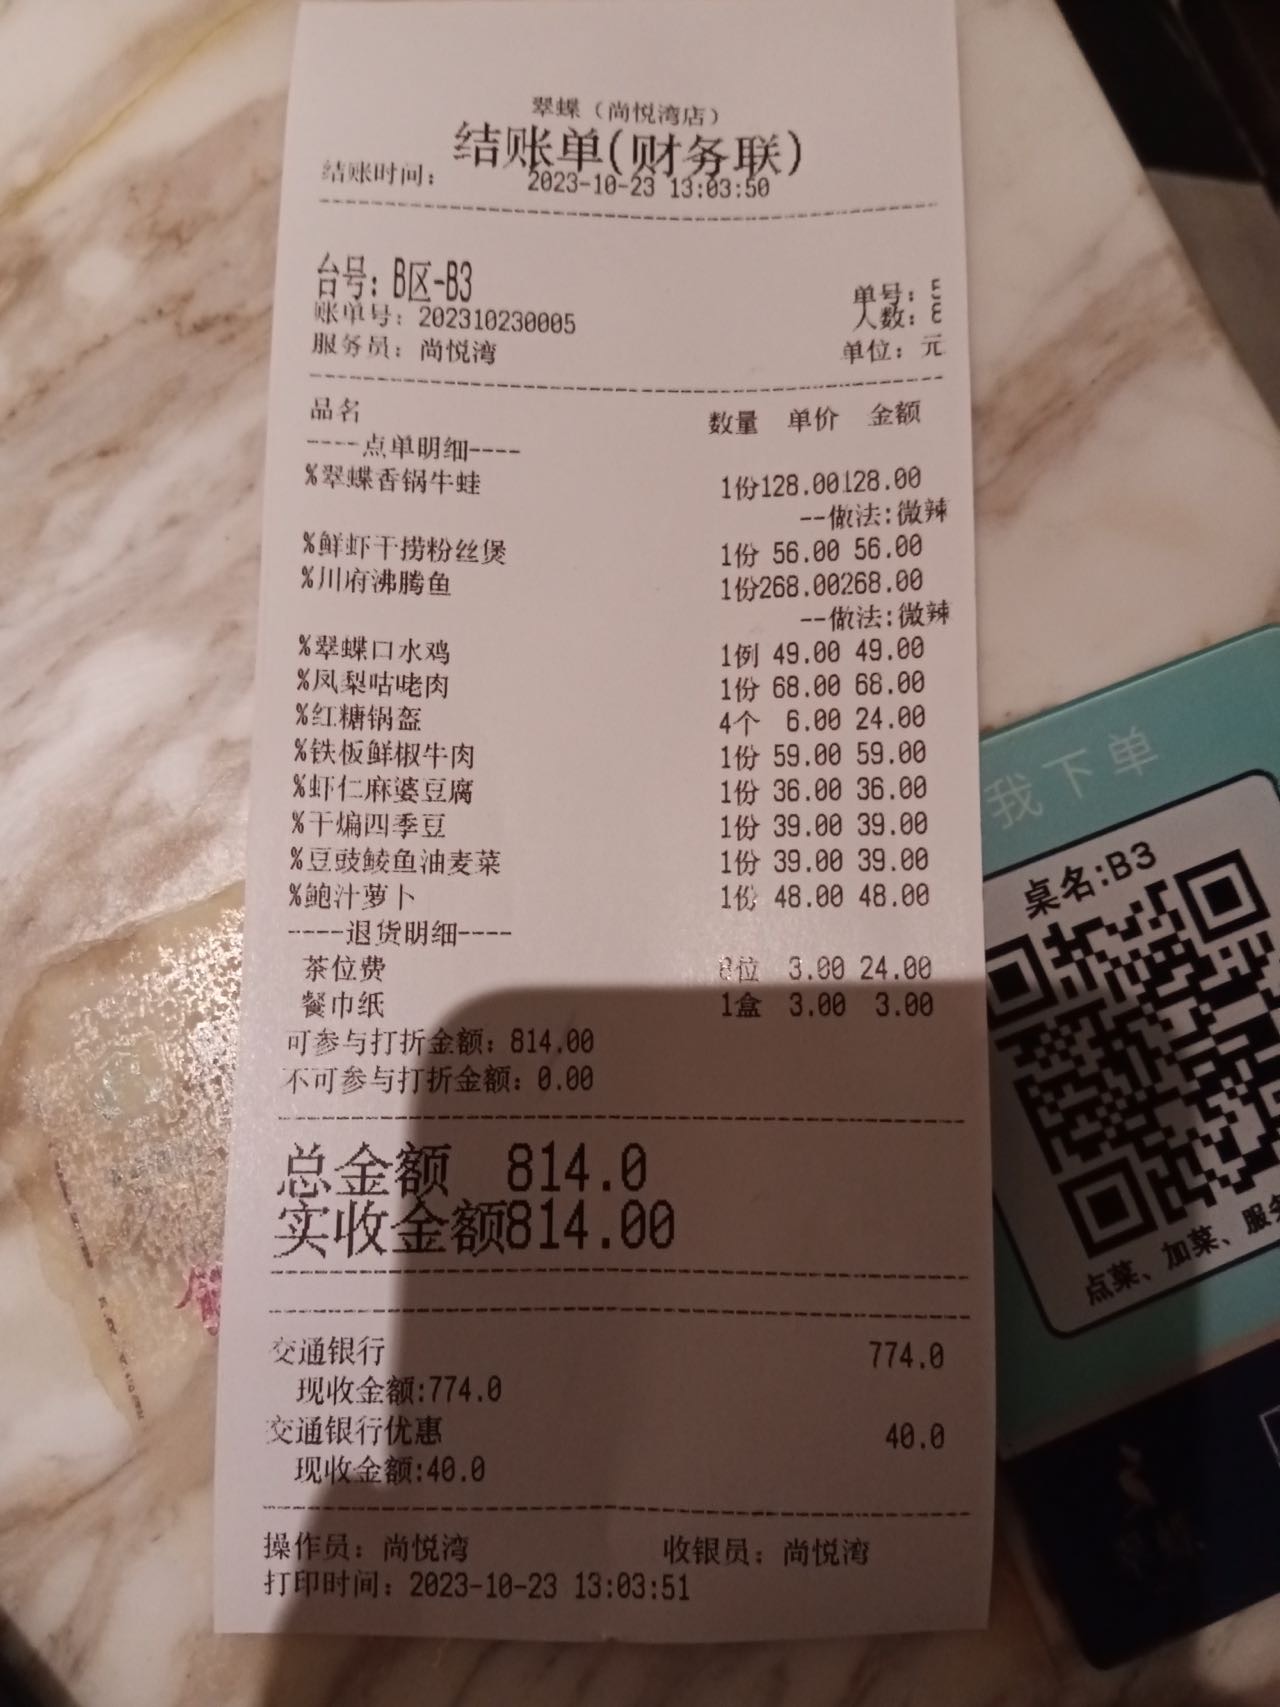 翠蝶（尚悦湾店）
结账单(财务联)
结账时间： 2023-10-23 13:03:50
台号：B区-B3
单号：
账单号：202310230005
人数：
服务员：尚悦湾 单位：元
品名 数量 单价 金额
----点单明细----
%翠蝶香锅牛蛙 1份128.00128.00
--做法:微辣
%鲜虾干捞粉丝煲 1份 56.00 56.00
%川府沸腾鱼 1份268.00268.00
--做法:微辣
%翠蝶口水鸡 1例 49.00 49.00
%凤梨咕咾肉 1份 68.00 68.00
%红糖锅盔 4个 6.00 24.00
%铁板鲜椒牛肉 1份 59.00 59.00
%虾仁麻婆豆腐 1份 36.00 36.00
%干煸四季豆 1份 39.00 39.00
%豆豉鲮鱼油麦菜 1份 39.00 39.00
%鲍汁萝卜 1份 48.00 48.00
----退货明细----
茶位费 8位 3.00 24.00
餐巾纸 1盒 3.00 3.00
可参与打折金额：814.00
不可参与打折金额：0.00
总金额 814.0
实收金额814.00
交通银行 774.0
现收金额:774.0
交通银行优惠 40.0
现收金额:40.0
操作员：尚悦湾 收银员：尚悦湾
打印时间：2023-10-23 13:03:51
我下单
桌名:B3
点菜、加菜、服务